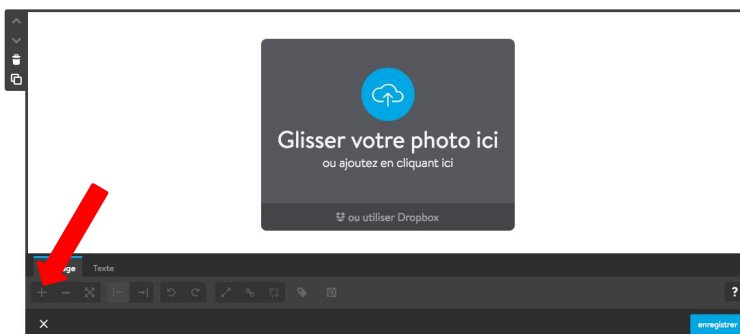 Glisser votre photo ici
ou ajoutez en cliquant ici
ou utiliser Dropbox
Texte
?
enregistrer